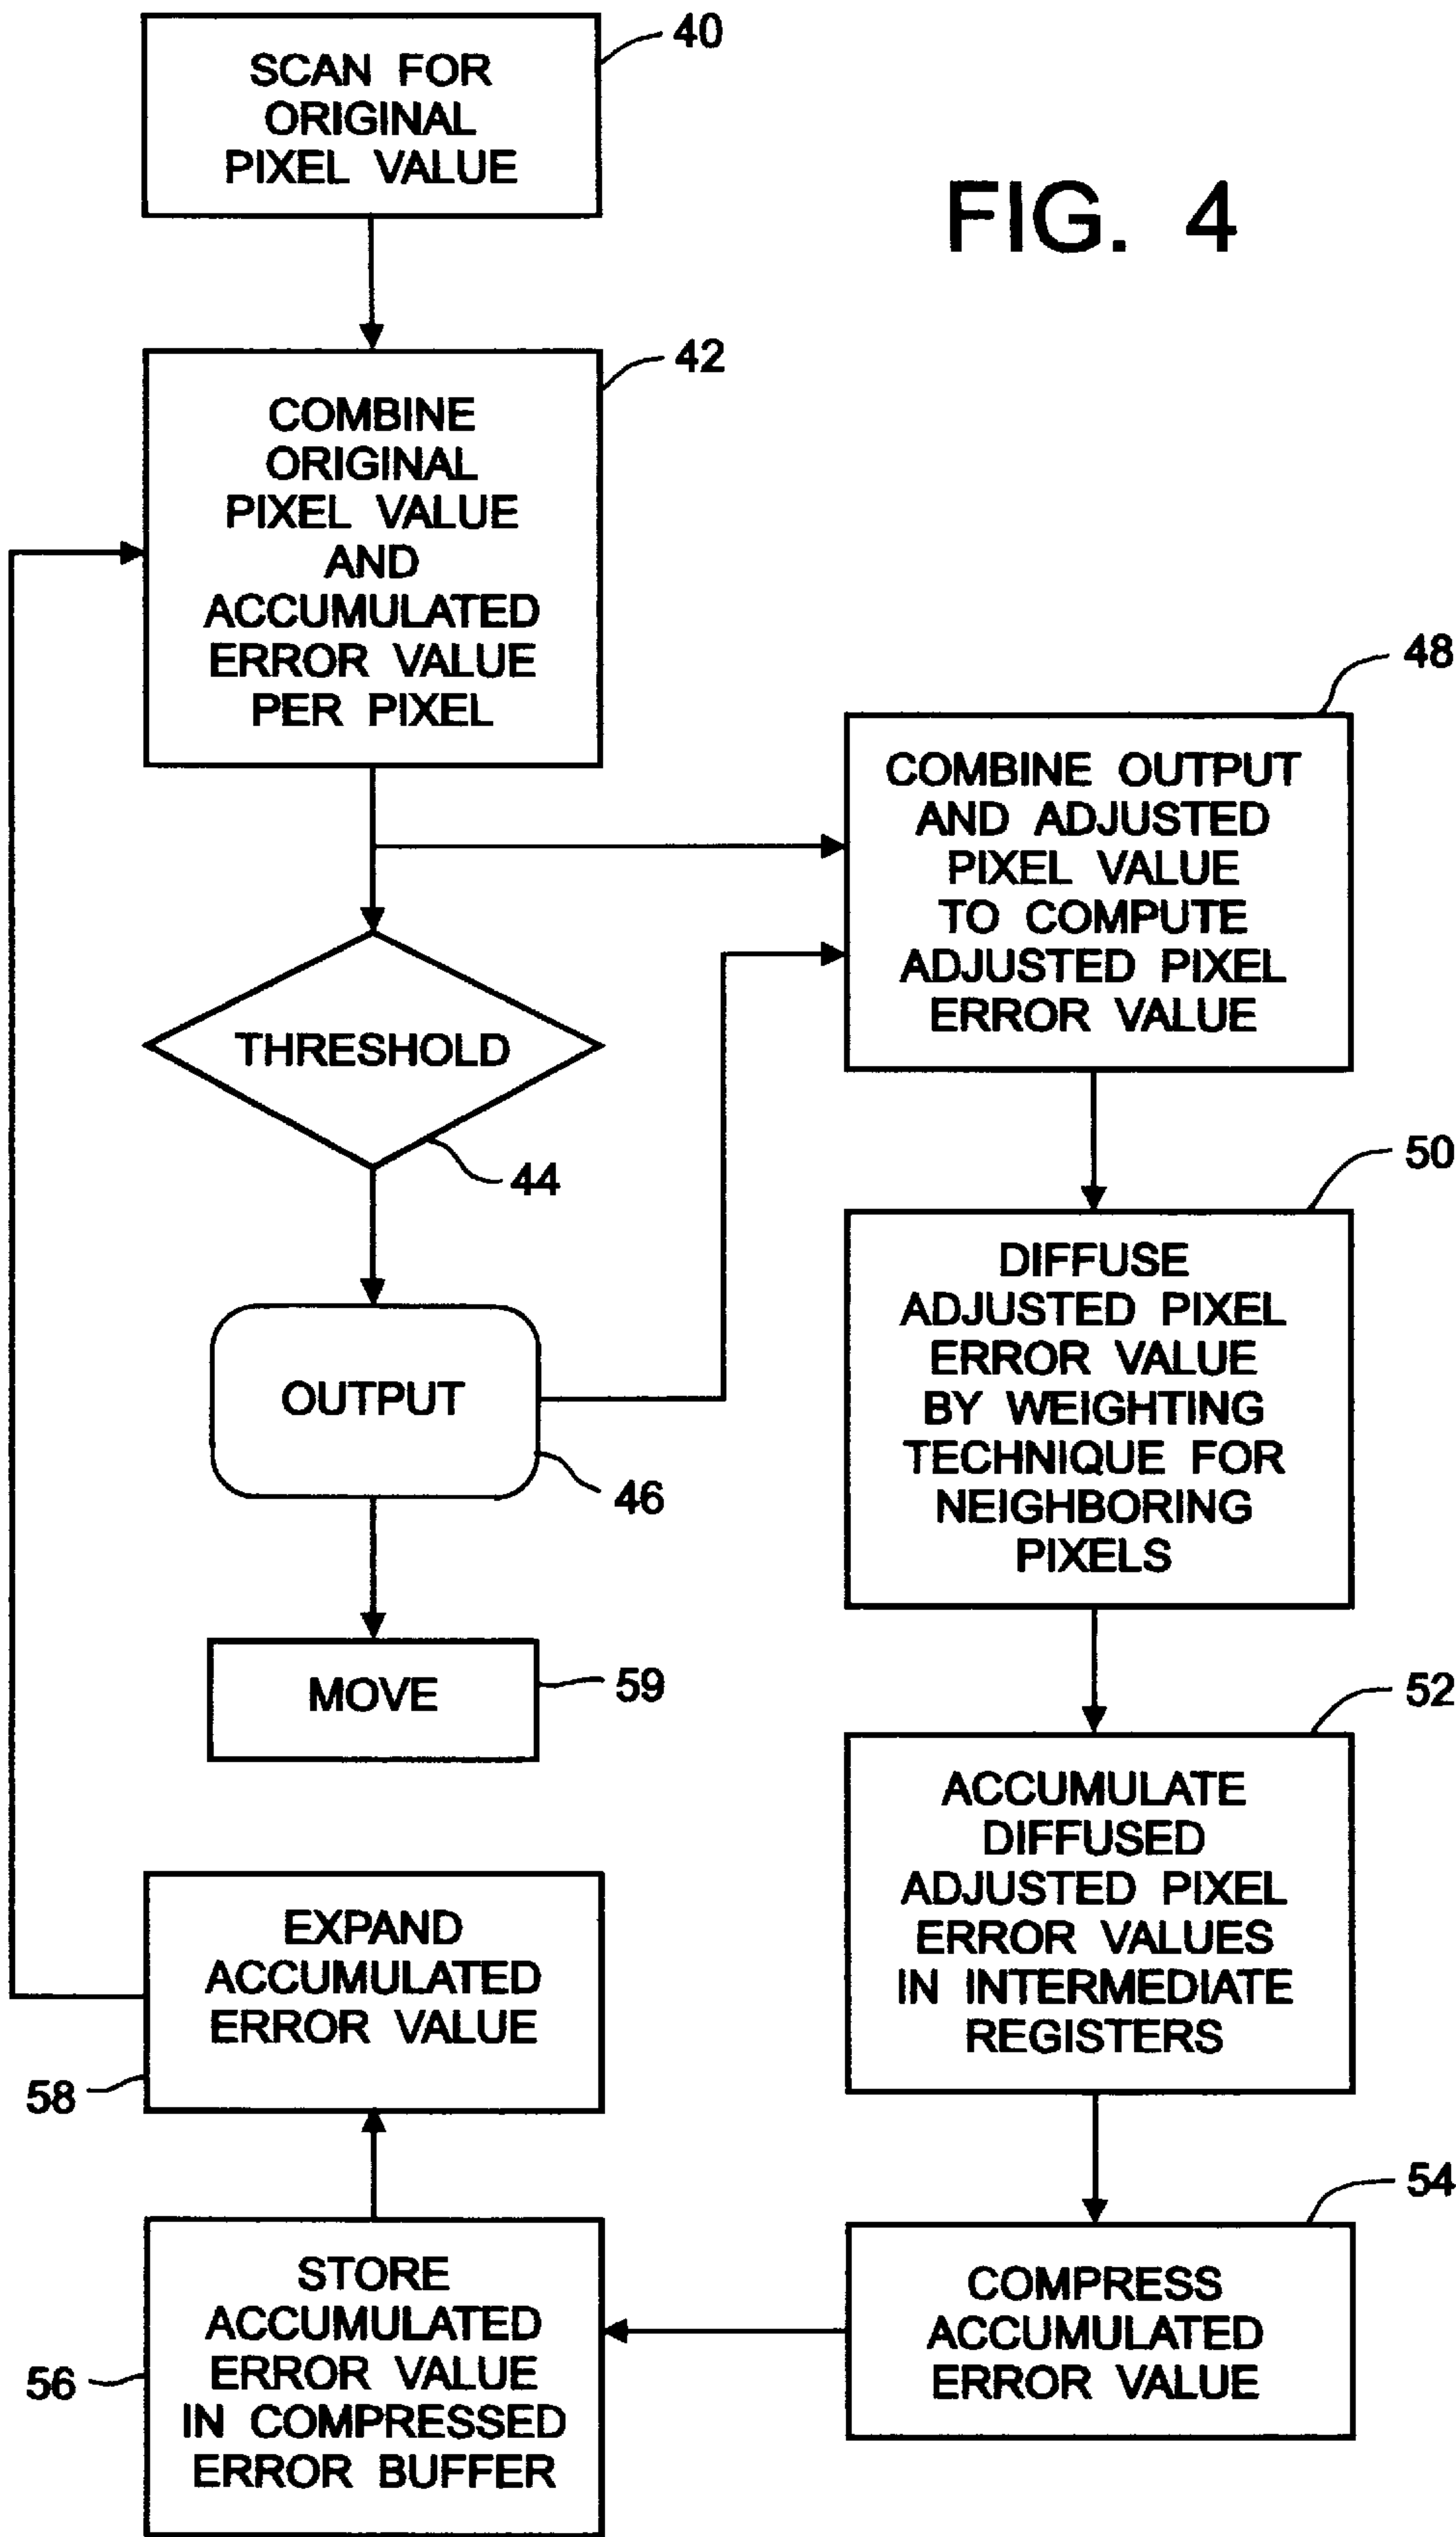 40
SCAN FOR
ORIGINAL
PIXEL VALUE
FIG. 4
42
COMBINE
ORIGINAL
PIXEL VALUE
AND
ACCUMULATED
ERROR VALUE
PER PIXEL
48
COMBINE OUTPUT
AND ADJUSTED
PIXEL VALUE
TO COMPUTE
ADJUSTED PIXEL
ERROR VALUE
THRESHOLD
44
50
DIFFUSE
ADJUSTED PIXEL
ERROR VALUE
BY WEIGHTING
TECHNIQUE FOR
NEIGHBORING
PIXELS
OUTPUT
46
MOVE
59
52
ACCUMULATE
DIFFUSED
ADJUSTED PIXEL
ERROR VALUES
IN INTERMEDIATE
REGISTERS
EXPAND
ACCUMULATED
ERROR VALUE
58
54
COMPRESS
ACCUMULATED
ERROR VALUE
STORE
ACCUMULATED
ERROR VALUE
IN COMPRESSED
ERROR BUFFER
56